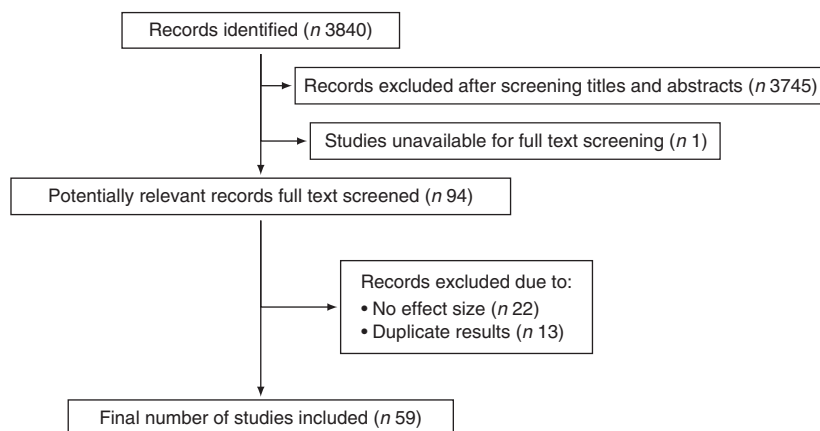 Records identified (n 3840)
Records excluded after screening titles and abstracts (n 3745)
Studies unavailable for full text screening (n 1)
Potentially relevant records full text screened (n 94)
Records excluded due to:
• No effect size (n 22)
• Duplicate results (n 13)
Final number of studies included (n 59)